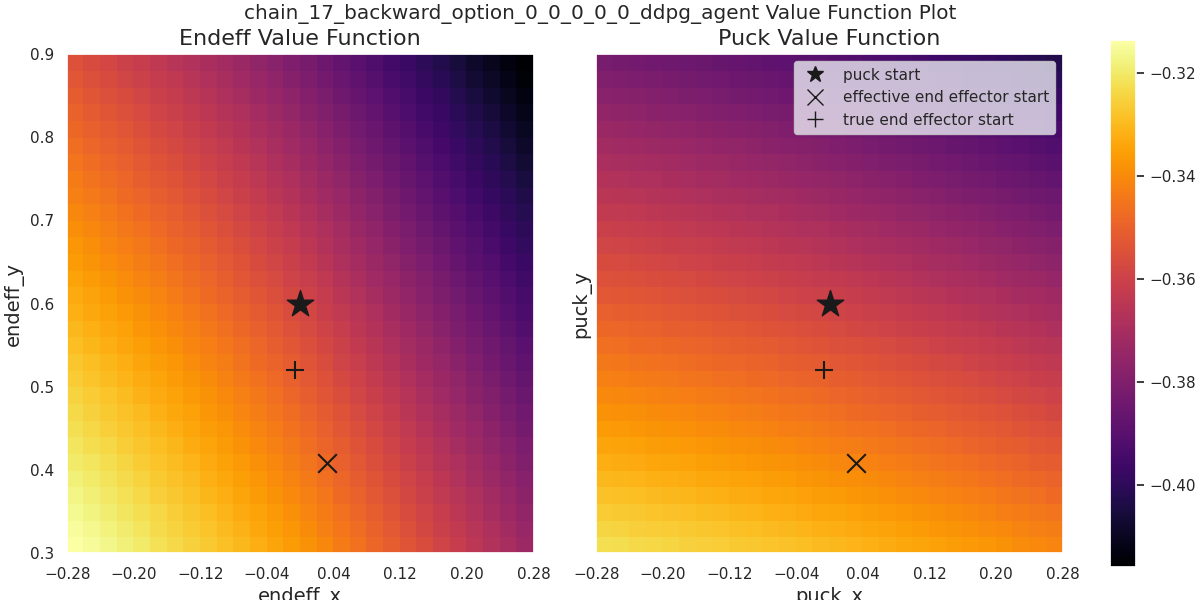 chain_17_backward_option_0_0_0_0_0_ddpg_agent Value Function Plot
Endeff Value Function
Puck Value Function
puck start
effective end effector start
true end effector start
0.9
0.8
0.7
0.6
0.5
0.4
0.3
endeff_y
−0.28 −0.20 −0.12 −0.04 0.04 0.12 0.20 0.28
endeff_x
puck_y
−0.28 −0.20 −0.12 −0.04 0.04 0.12 0.20 0.28
puck_x
−0.32
−0.34
−0.36
−0.38
−0.40